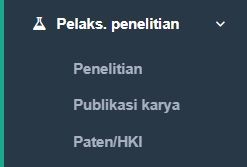 Pelaks. penelitian
Penelitian
Publikasi karya
Paten/HKI